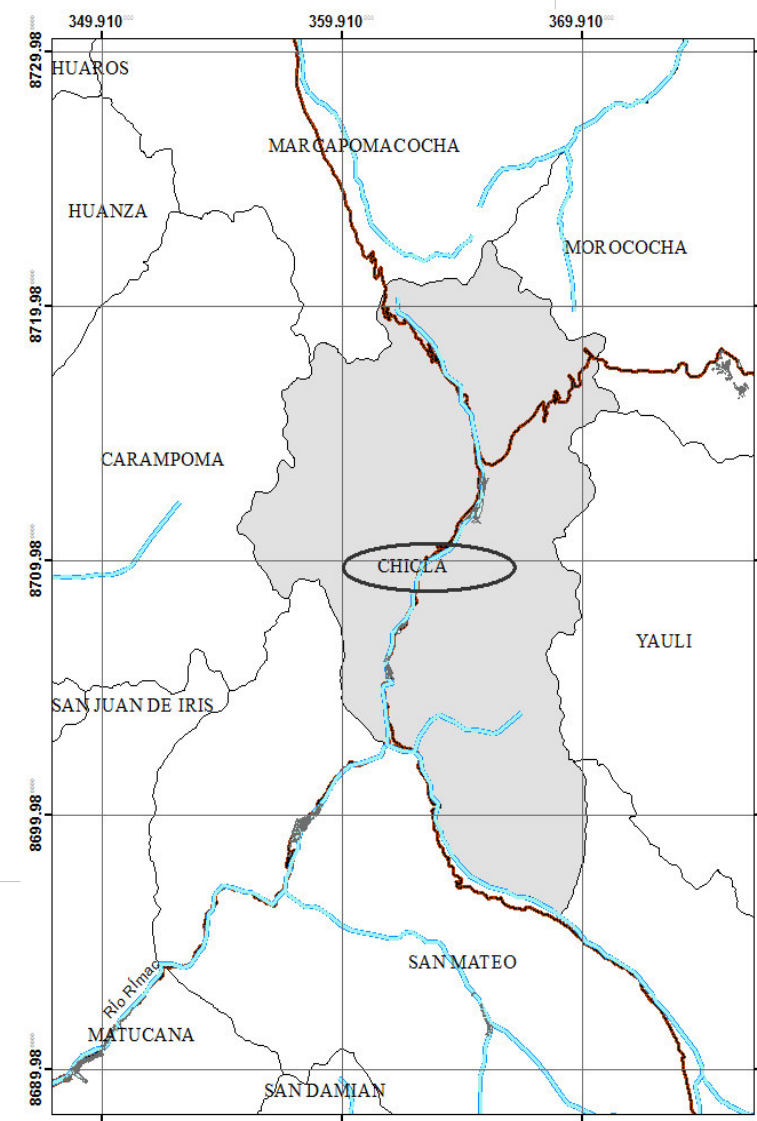 349.910
359.910
369.910
8729.98
HUAROS
MARCAPOMACOCHA
HUANZA
MOROCOCHA
8719.98
CARAMPOMA
8709.98
CHICLA
YAULI
SAN JUAN DE IRIS
8699.98
SAN MATEO
RÍO RÍmac
MATUCANA
8689.98
SAN DAMIAN